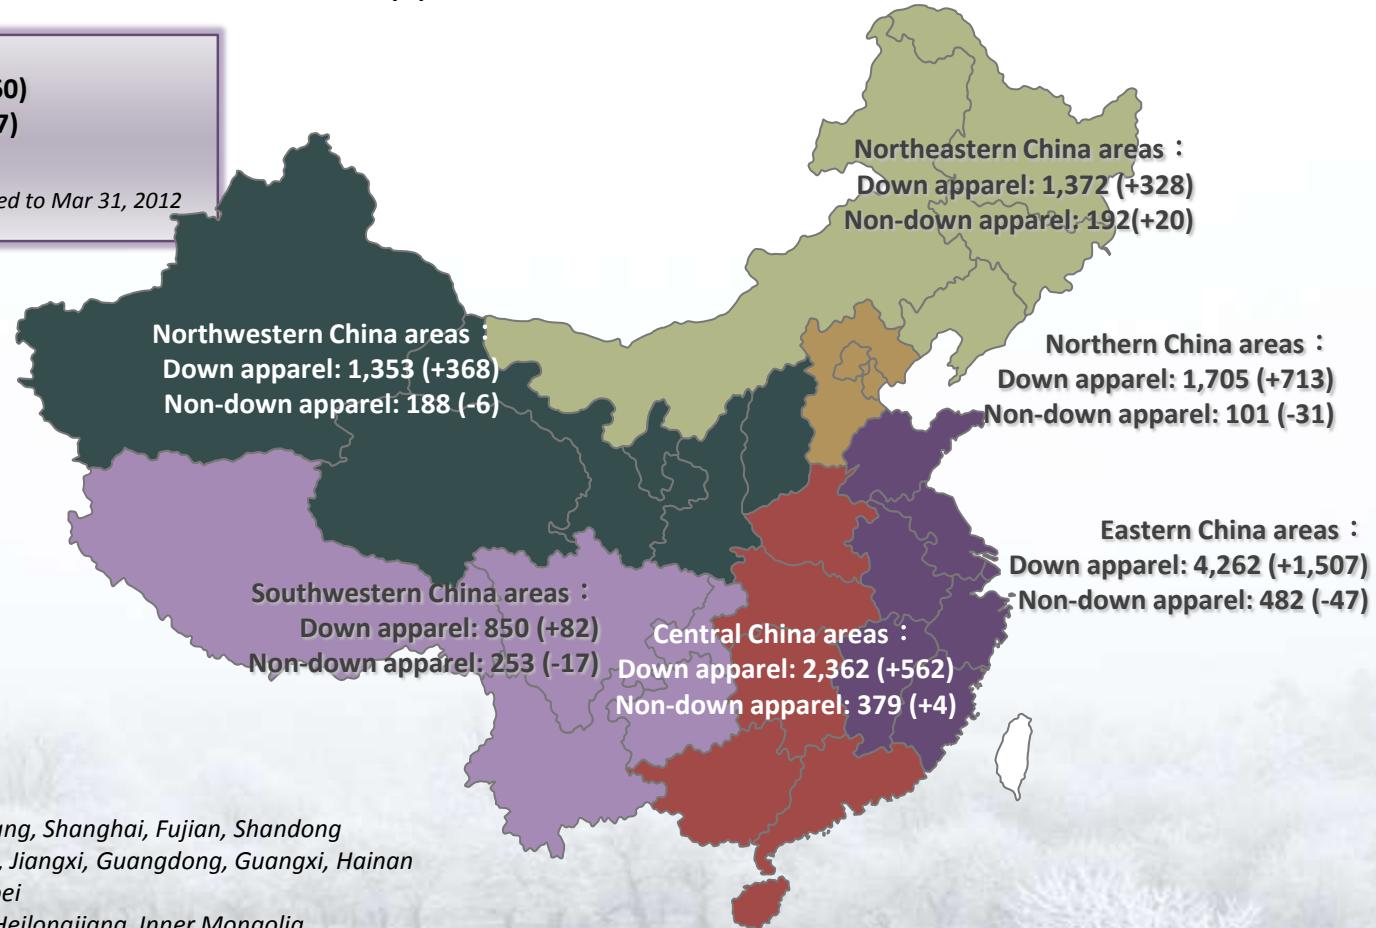 60)
7)
ed to Mar 31, 2012
Northeastern China areas：
Down apparel: 1,372 (+328)
Non-down apparel: 192(+20)
Northwestern China areas：
Down apparel: 1,353 (+368)
Non-down apparel: 188 (-6)
Northern China areas：
Down apparel: 1,705 (+713)
Non-down apparel: 101 (-31)
Eastern China areas：
Down apparel: 4,262 (+1,507)
Non-down apparel: 482 (-47)
Southwestern China areas：
Down apparel: 850 (+82)
Non-down apparel: 253 (-17)
Central China areas：
Down apparel: 2,362 (+562)
Non-down apparel: 379 (+4)
ng, Shanghai, Fujian, Shandong
, Jiangxi, Guangdong, Guangxi, Hainan
ei
Heilongjiang, Inner Mongolia